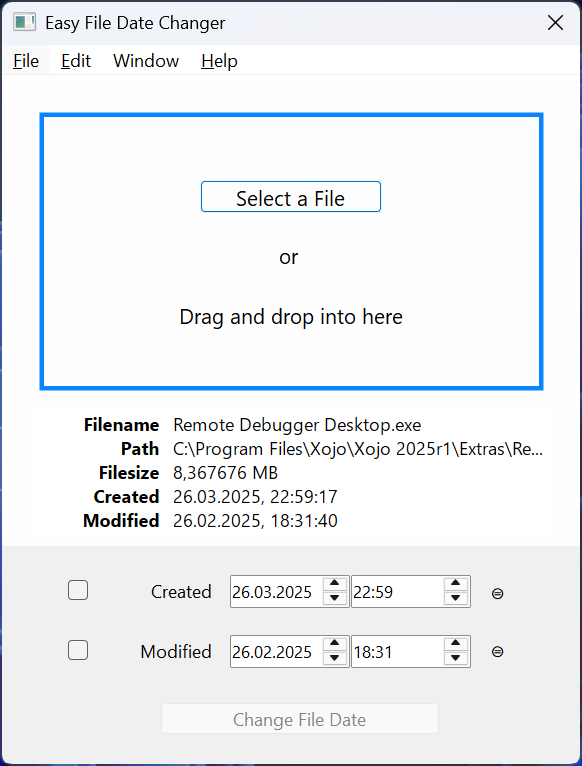 Easy File Date Changer
File Edit Window Help
Select a File
or
Drag and drop into here
Filename Remote Debugger Desktop.exe
Path C:\Program Files\Xojo\Xojo 2025r1\Extras\Re...
Filesize 8,367676 MB
Created 26.03.2025, 22:59:17
Modified 26.02.2025, 18:31:40
Created 26.03.2025 22:59
Modified 26.02.2025 18:31
Change File Date